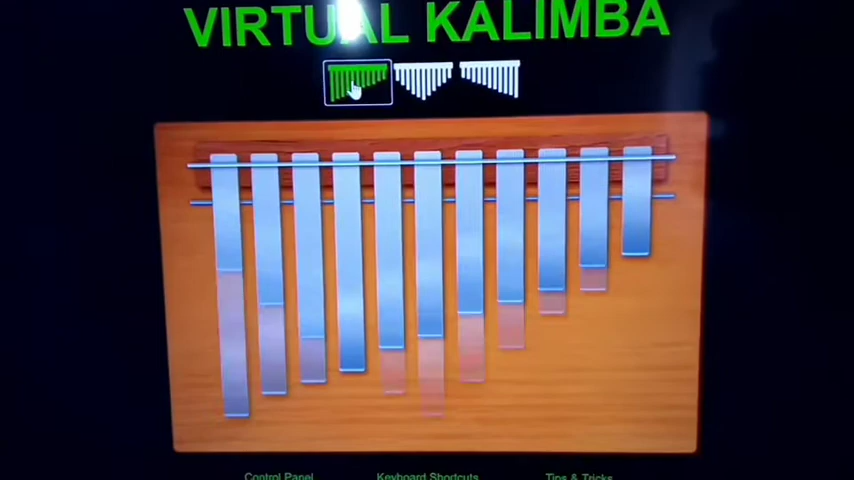 VIRTUAL KALIMBA
Control Panel Keyboard Shortcuts Tips & Tricks